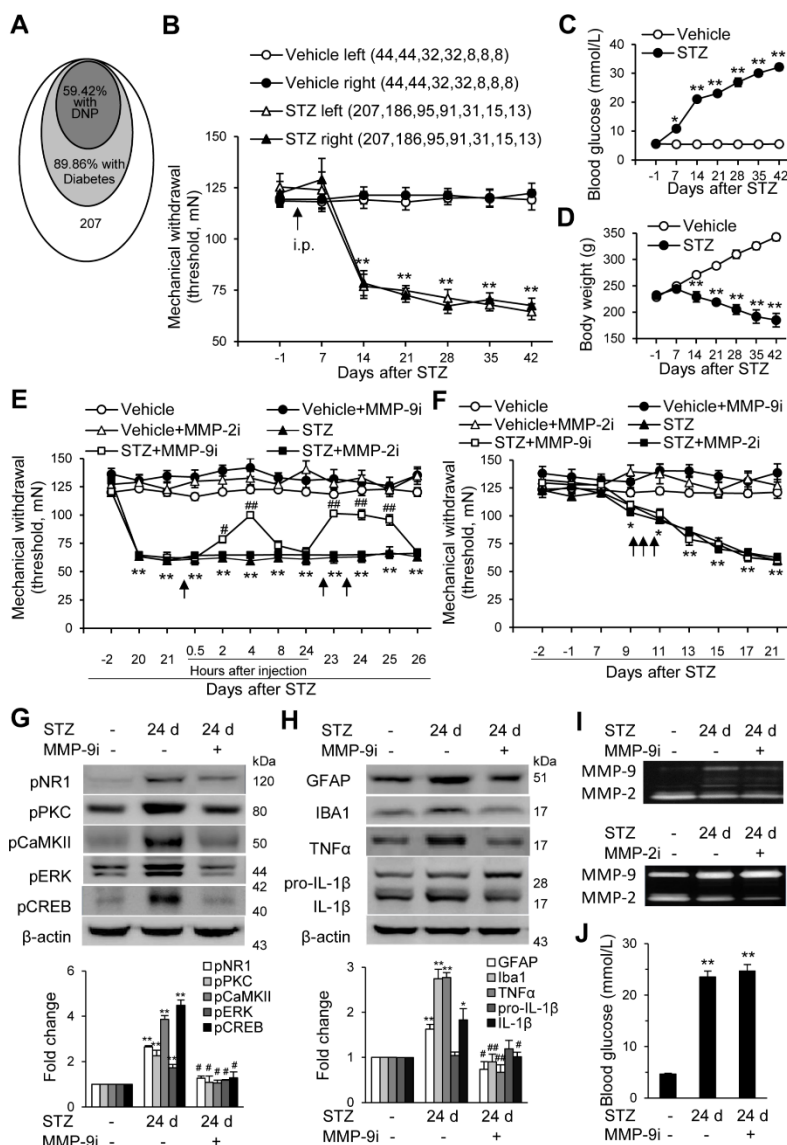 A
59.42%
with
DNP
89.86% with
Diabetes
207
B
Vehicle left (44,44,32,32,8,8,8)
Vehicle right (44,44,32,32,8,8,8)
STZ left (207,186,95,91,31,15,13)
STZ right (207,186,95,91,31,15,13)
Mechanical withdrawal
(threshold, mN)
150
125
100
75
50
i.p.
** ** ** ** **
-1 7 14 21 28 35 42
Days after STZ
C
Vehicle
STZ
Blood glucose (mmol/L)
40
30
20
10
0
* ** ** ** ** **
-1 7 14 21 28 35 42
Days after STZ
D
Vehicle
STZ
Body weight (g)
350
300
250
200
150
** ** ** ** **
-1 7 14 21 28 35 42
Days after STZ
E
Vehicle Vehicle+MMP-9i
Vehicle+MMP-2i STZ
STZ+MMP-9i STZ+MMP-2i
Mechanical withdrawal
(threshold, mN)
150
125
100
75
50
25
0
# ## ## ## ##
** ** ** ** ** ** ** ** ** ** **
-2 20 21 0.5 2 4 8 24 23 24 25 26
Hours after injection
Days after STZ
F
Vehicle Vehicle+MMP-9i
Vehicle+MMP-2i STZ
STZ+MMP-9i STZ+MMP-2i
Mechanical withdrawal
(threshold, mN)
150
125
100
75
50
25
0
* * ** ** ** **
-2 -1 7 9 11 13 15 17 21
Days after STZ
G
STZ - 24 d 24 d
MMP-9i - - +
kDa
pNR1 120
pPKC 80
pCaMKII 50
pERK 44
42
pCREB 40
β-actin 43
Fold change
6
4
2
0
pNR1
pPKC
pCaMKII
pERK
pCREB
** ** ** ** **
# # # # #
STZ - 24 d 24 d
MMP-9i - - +
H
STZ - 24 d 24 d
MMP-9i - - +
kDa
GFAP 51
IBA1 17
TNFα 17
pro-IL-1β 28
IL-1β 17
β-actin 43
Fold change
3
2
1
0
GFAP
Iba1
TNFα
pro-IL-1β
IL-1β
** ** ** *
# ## ## #
STZ - 24 d 24 d
MMP-9i - - +
I
STZ - 24 d 24 d
MMP-9i - - +
MMP-9
MMP-2
STZ - 24 d 24 d
MMP-2i - - +
MMP-9
MMP-2
J
Blood glucose (mmol/L)
30
20
10
0
** **
STZ - 24 d 24 d
MMP-9i - - +